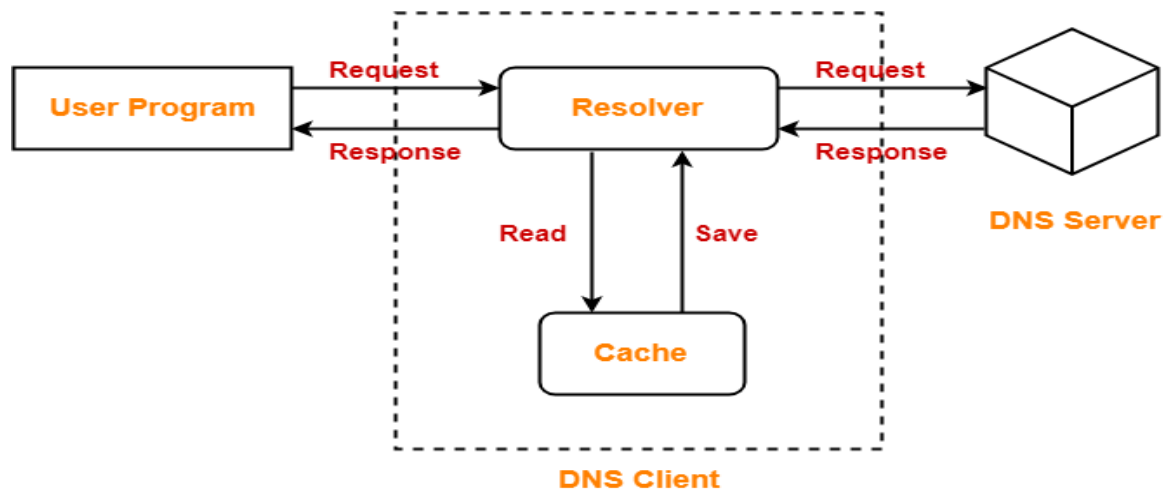 Request
Request
User Program
Resolver
Response
Response
DNS Server
Read
Save
Cache
DNS Client